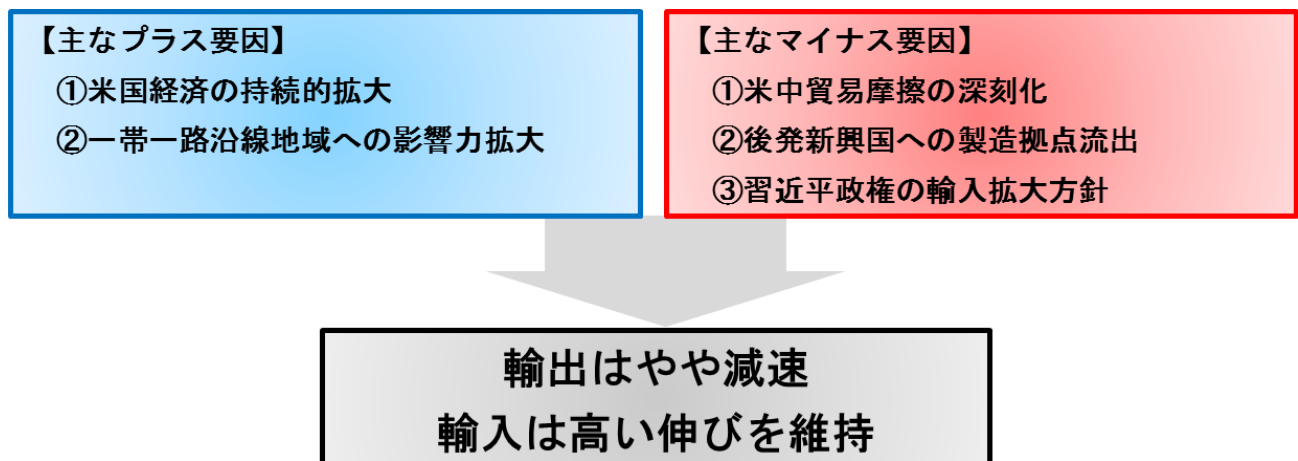 【主なプラス要因】
①米国経済の持続的拡大
②一帯一路沿線地域への影響力拡大
【主なマイナス要因】
①米中貿易摩擦の深刻化
②後発新興国への製造拠点流出
③習近平政権の輸入拡大方針
輸出はやや減速
輸入は高い伸びを維持